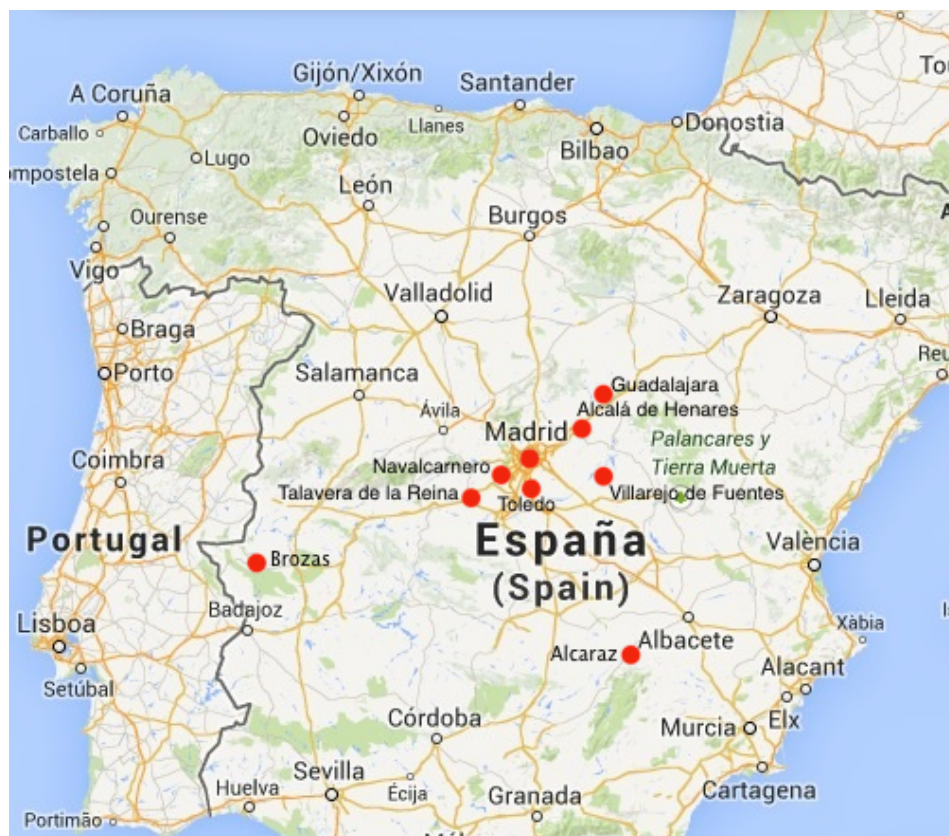 Gijón/Xixón
Santander
A Coruña
Carballo
Oviedo
Llanes
Donostia
Bilbao
Lugo
ompostela
León
Ourense
Burgos
Vigo
Valladolid
Zaragoza
Lleida
Braga
Reu
Porto
Salamanca
Guadalajara
Alcalá de Henares
Ávila
Madrid
Palancares y
Tierra Muerta
Coimbra
Navalcarnero
Talavera de la Reina
Toledo
Villarejo de Fuentes
Portugal
España
(Spain)
València
Brozas
Badajoz
Lisboa
Xàbia
Setúbal
Alcaraz
Albacete
Alacant
Elx
Murcia
Córdoba
Sevilla
Écija
Huelva
Granada
Cartagena
Portimão